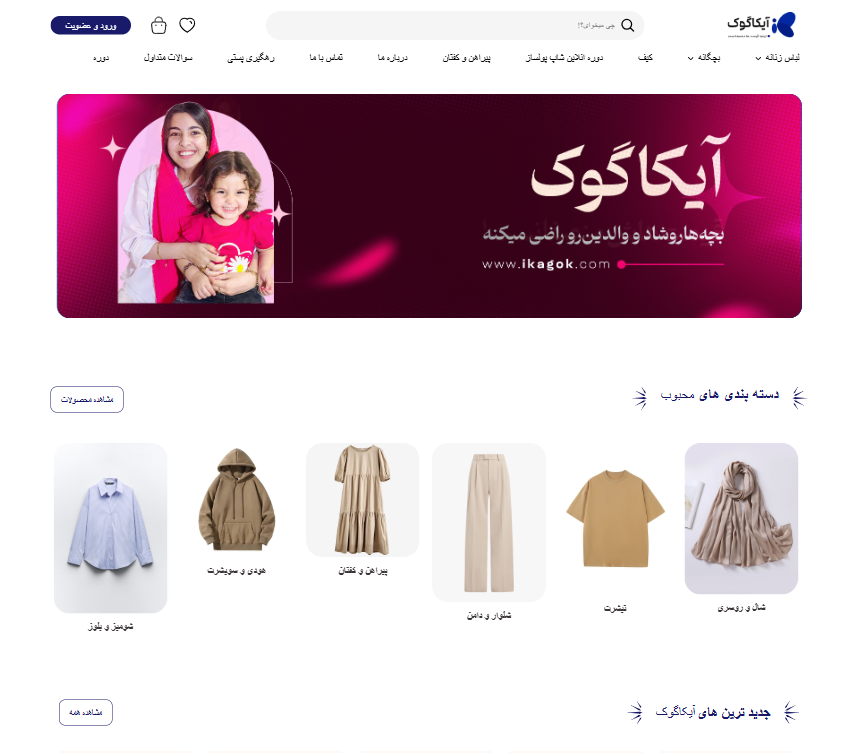 آیکاگوک
چی میخوای؟!
ورود و عضویت
لباس زنانه
بچگانه
کیف
دوره انلاین شاپ پولساز
پیراهن و کفتان
درباره ما
تماس با ما
رهگیری پستی
سوالات متداول
دوره
آیکاگوک
بچه‌هاروشاد و والدین‌رو راضی میکنه
www.ikagok.com
دسته بندی های محبوب
مشاهده محصولات
شال و روسری
تیشرت
شلوار و دامن
پیراهن و کفتان
هودی و سویشرت
شومیز و بلوز
جدید ترین های آیکاگوک
مشاهده همه